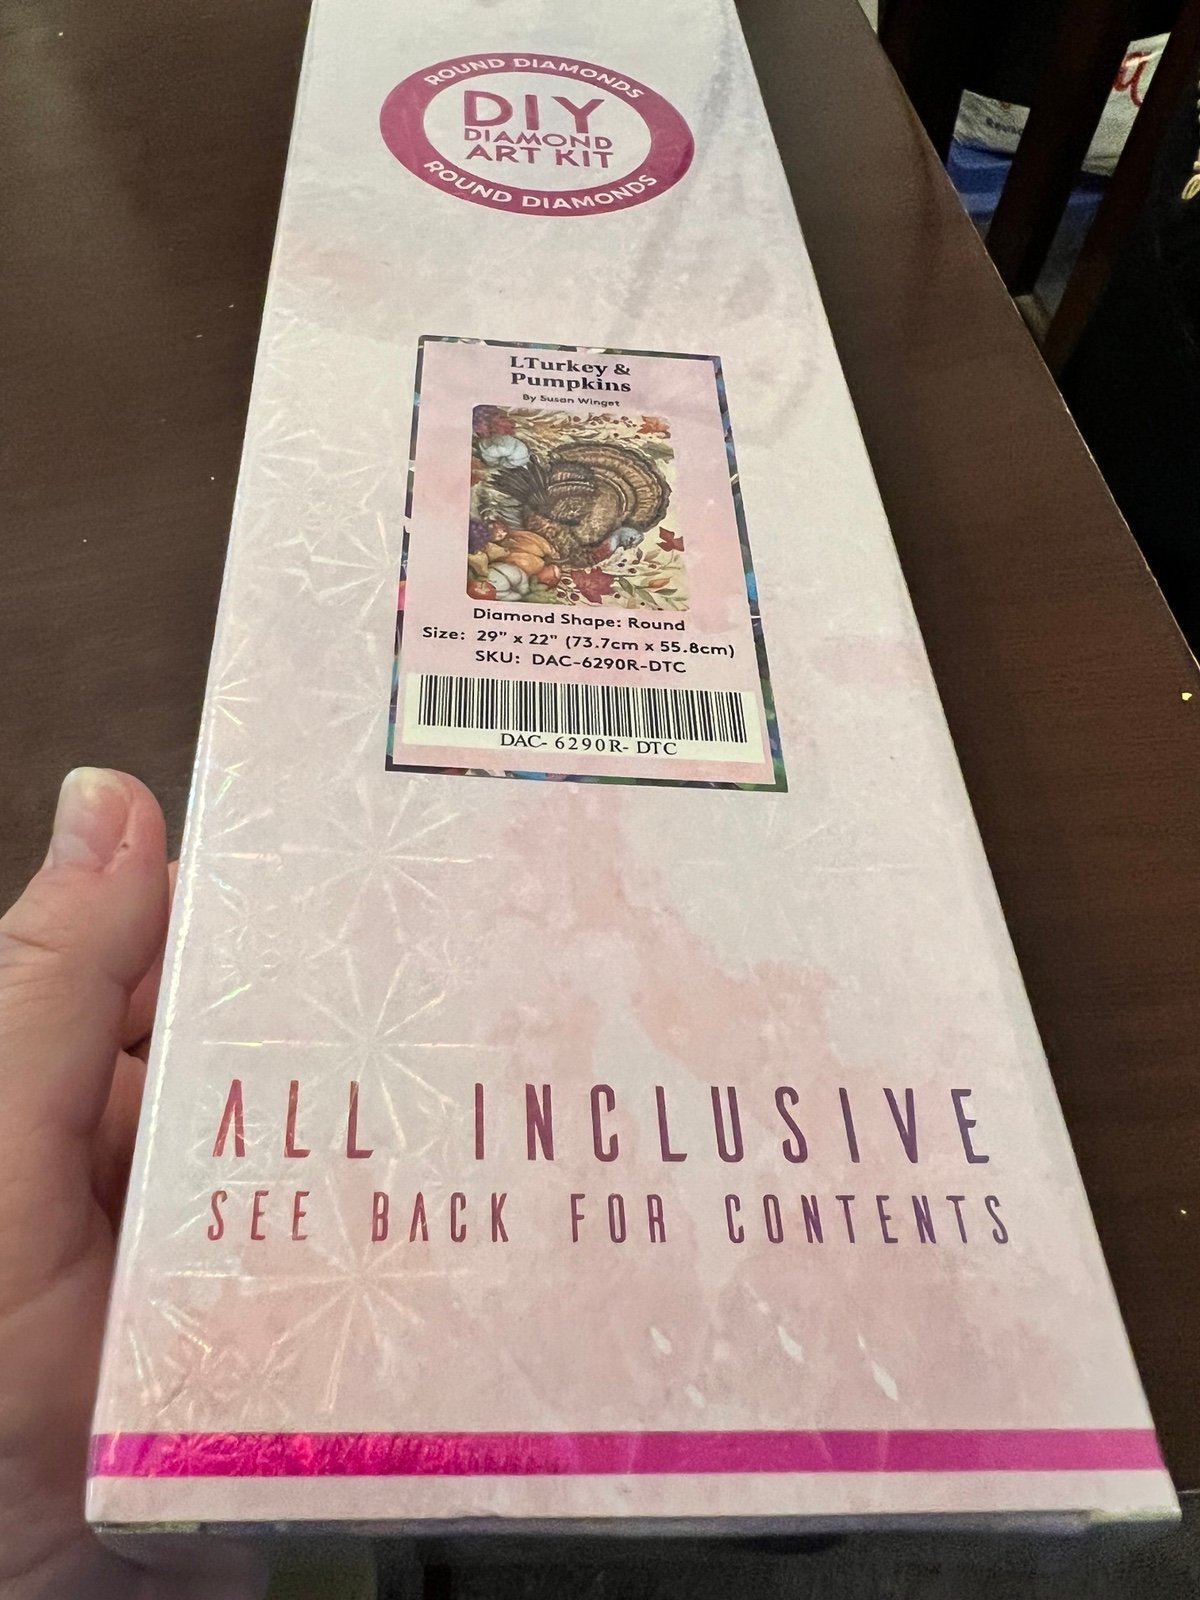 ROUND DIAMONDS
DIY
DIAMOND
ART KIT
ROUND DIAMONDS
LTurkey &
Pumpkins
By Susan Winget
Diamond Shape: Round
Size: 29" x 22" (73.7cm x 55.8cm)
SKU: DAC-6290R-DTC
DAC- 6290R- DTC
ALL INCLUSIVE
SEE BACK FOR CONTENTS